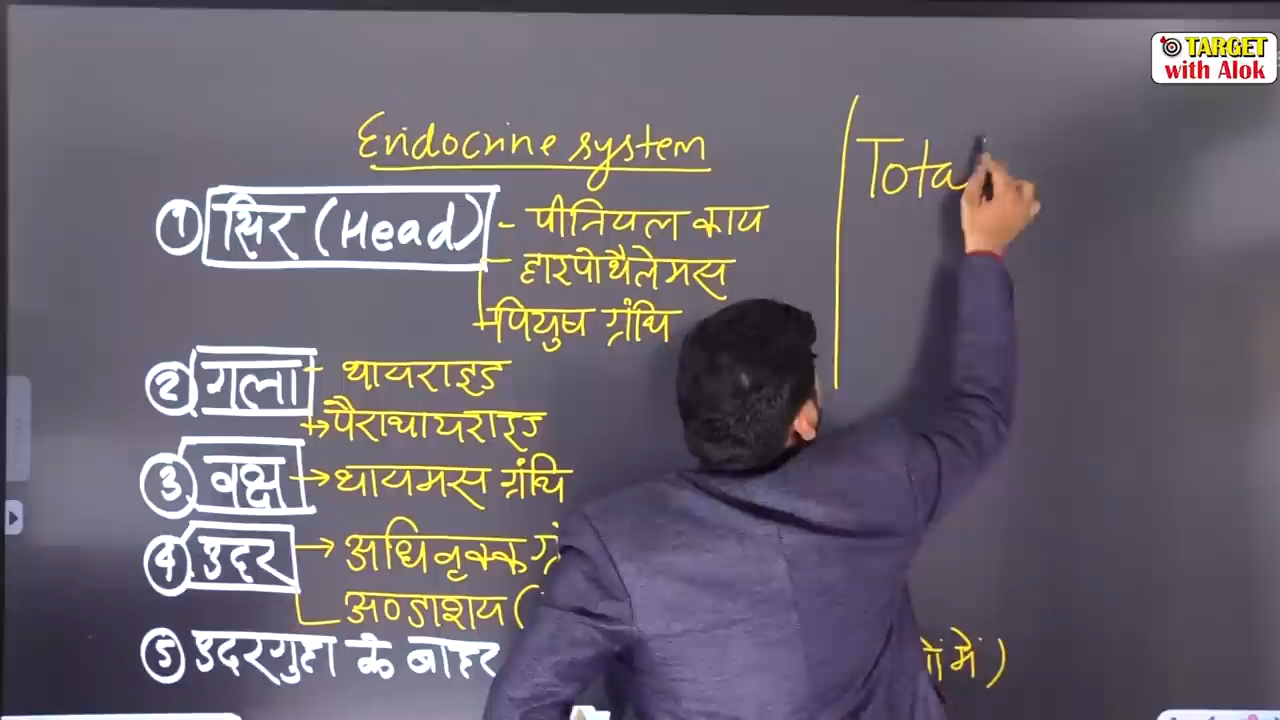 TARGET
with Alok
Endocrine system
① सिर (Head) - पीनियल काय
- हाइपोथैलेमस
→ पियुष ग्रंथि
② गला - थायराइड
→ पैराथायराइड
③ वक्ष → थायमस ग्रंथि
④ उदर → अधिवृक्क
अण्डाशय (
⑤ उदरगुहा के बाहर
में)
Tota